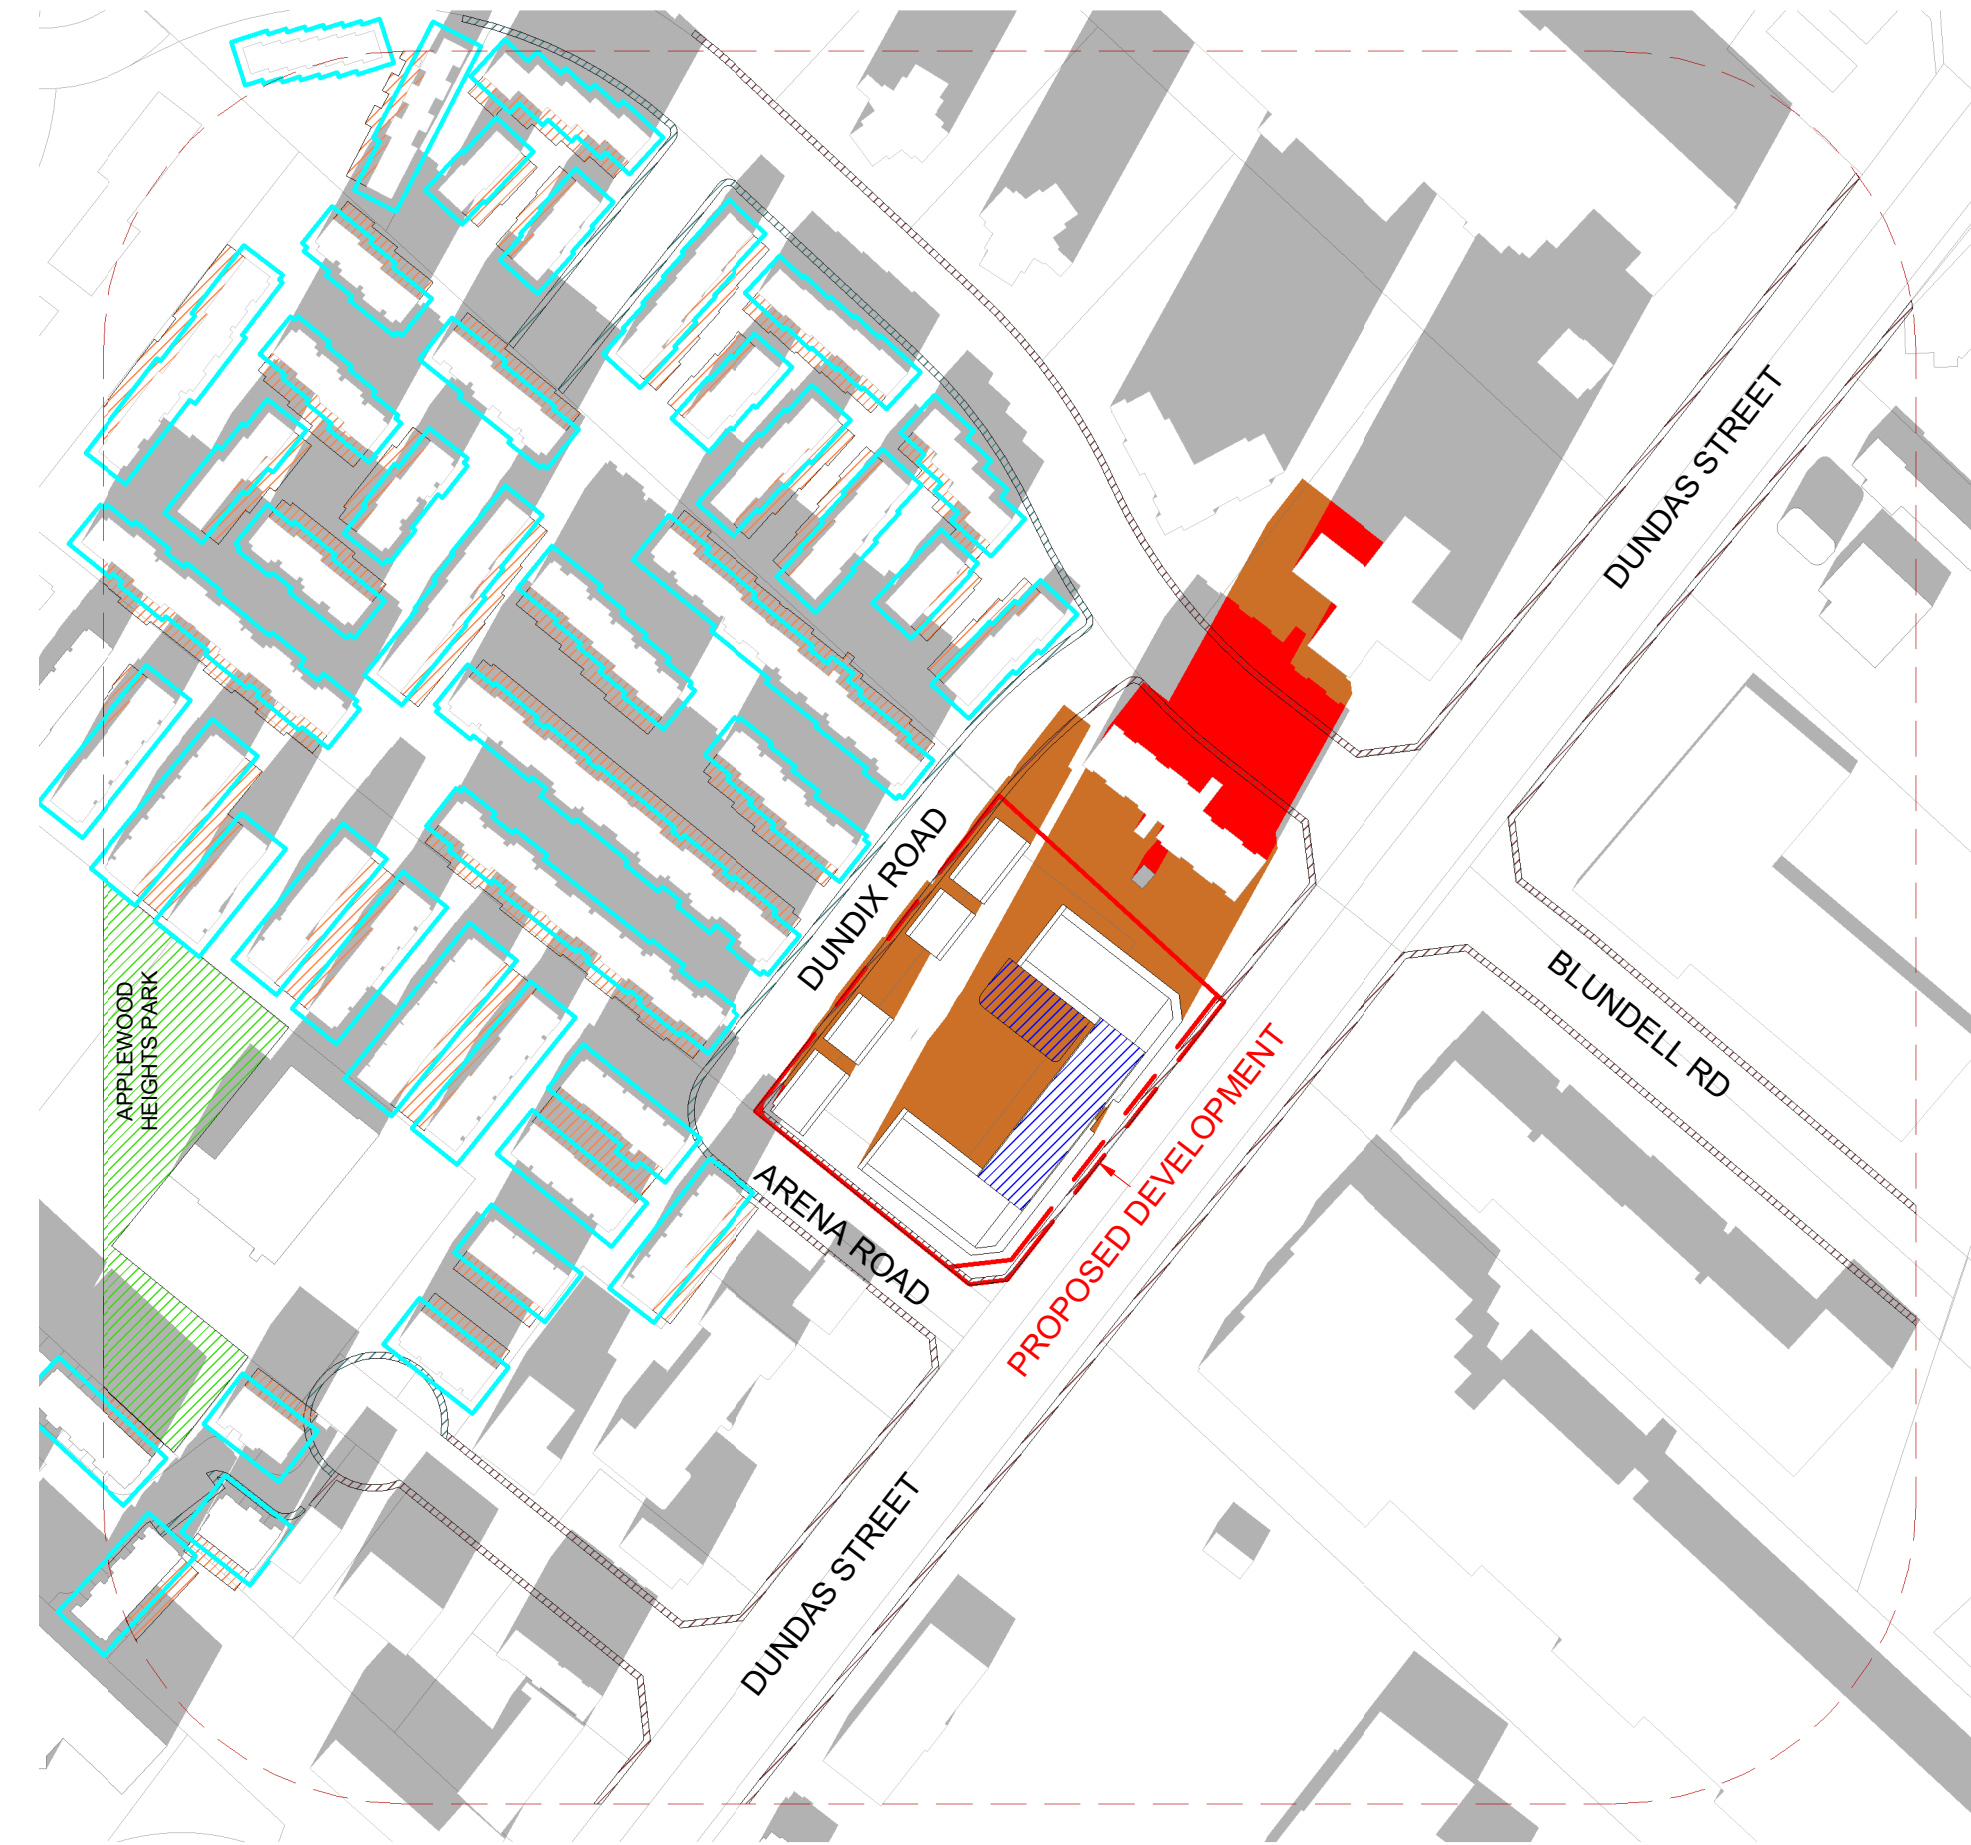 DUNDAS STREET
DUNDIX ROAD
BLUNDELL RD
APPLEWOOD
HEIGHTS PARK
PROPOSED DEVELOPMENT
ARENA ROAD
DUNDAS STREET